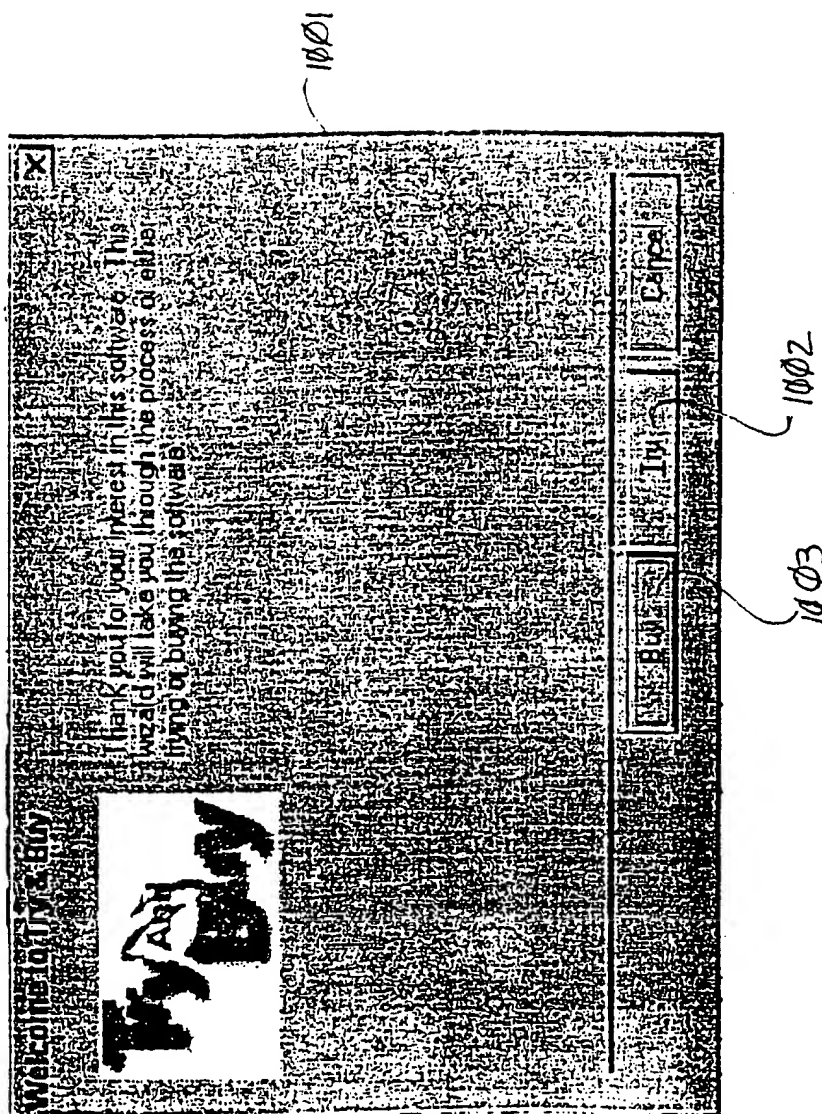 Welcome to Try & Buy
X
Try And Buy
Thank you for your interest in this software. This
wizard will take you through the process of either
trying or buying the software.
Buy
Try
Cancel
1001
1002
1003